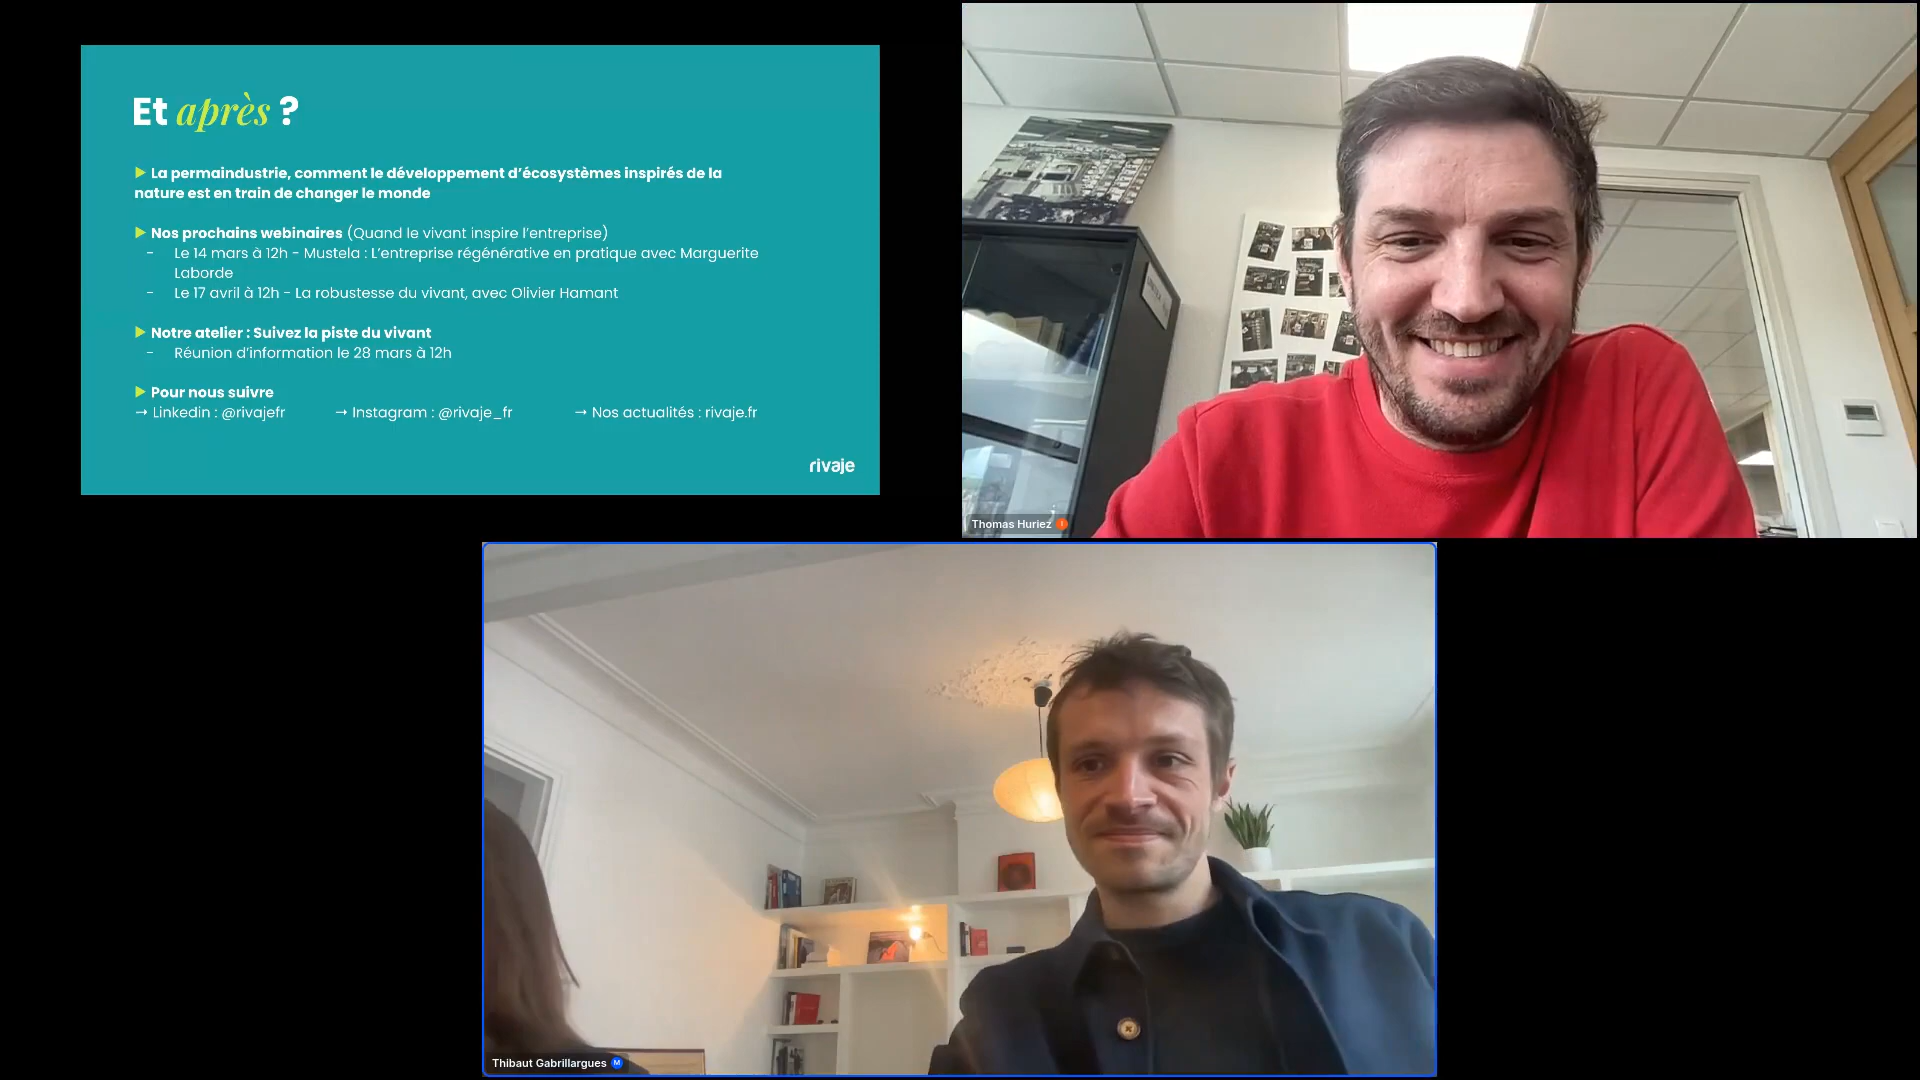 Et après ?
▶ La permaindustrie, comment le développement d'écosystèmes inspirés de la
nature est en train de changer le monde
▶ Nos prochains webinaires (Quand le vivant inspire l'entreprise)
- Le 14 mars à 12h - Mustela : L'entreprise régénérative en pratique avec Marguerite
Laborde
- Le 17 avril à 12h - La robustesse du vivant, avec Olivier Hamant
▶ Notre atelier : Suivez la piste du vivant
- Réunion d'information le 28 mars à 12h
▶ Pour nous suivre
→ Linkedin : @rivajefr → Instagram : @rivaje_fr → Nos actualités : rivaje.fr
rivaje
Thomas Huriez
Thibaut Gabrillargues M